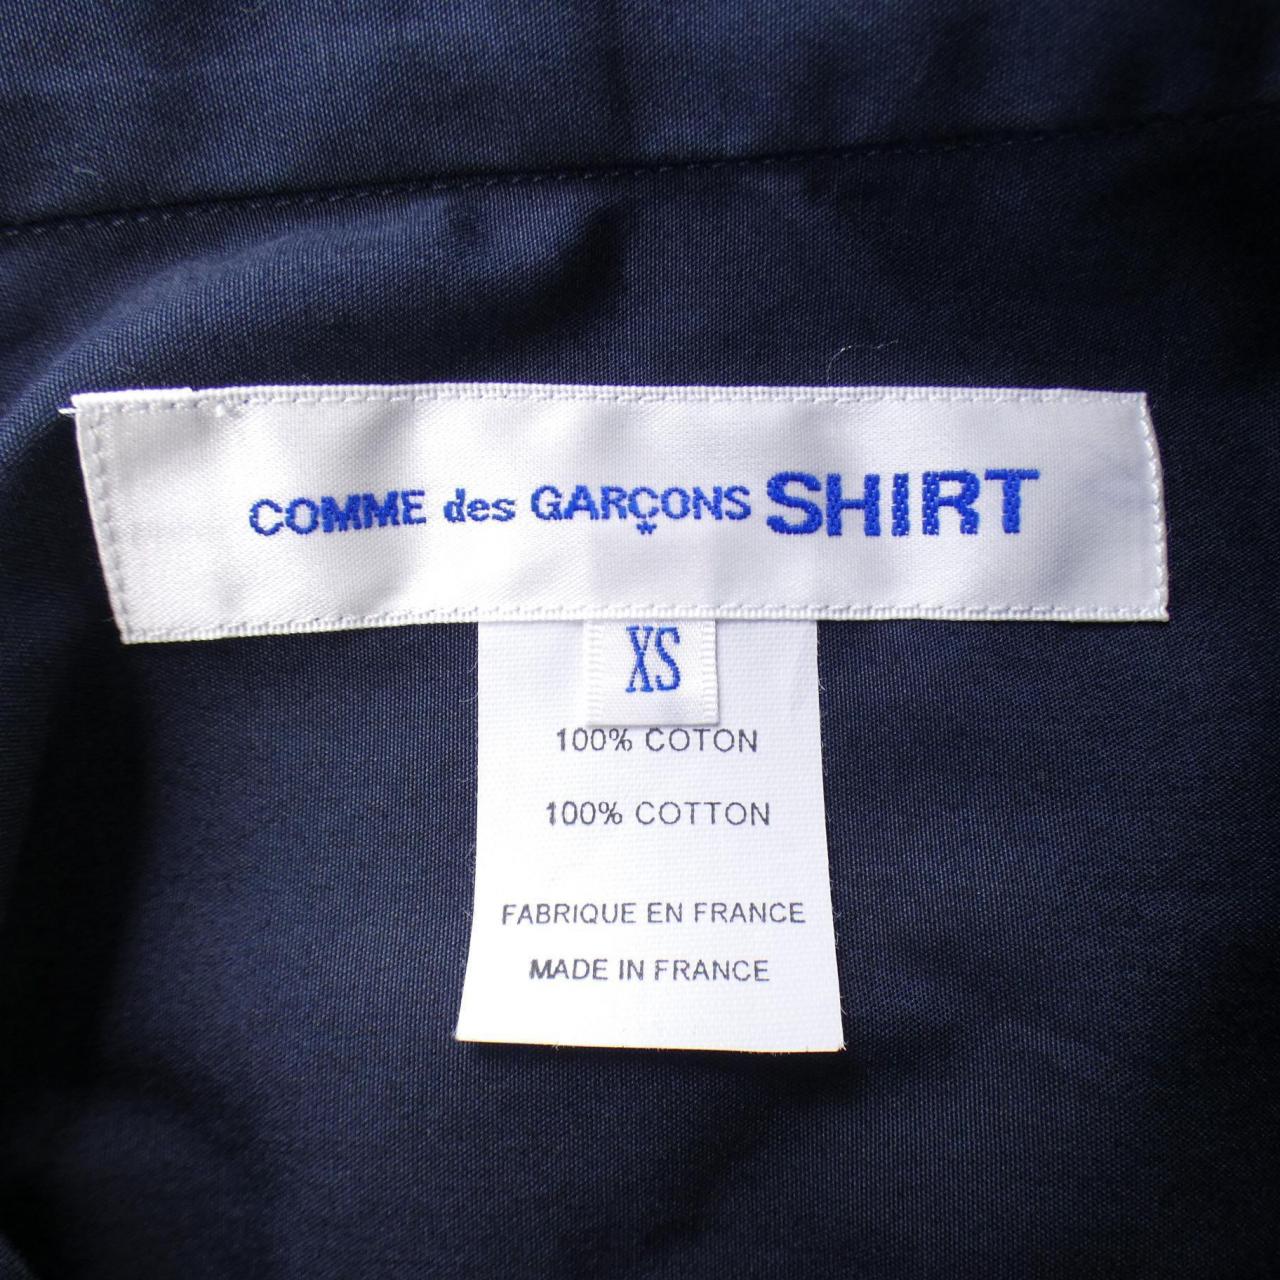 COMME des GARÇONS SHIRT
XS
100% COTON
100% COTTON
FABRIQUE EN FRANCE
MADE IN FRANCE